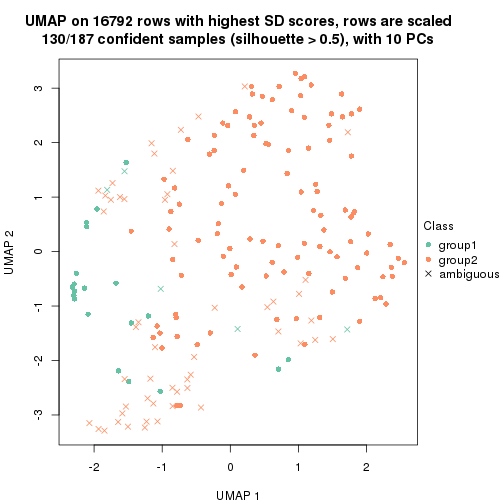 UMAP on 16792 rows with highest SD scores, rows are scaled
130/187 confident samples (silhouette > 0.5), with 10 PCs
3
2
1
0
-1
-2
-3
UMAP 2
-2
-1
0
1
2
UMAP 1
Class
group1
group2
ambiguous